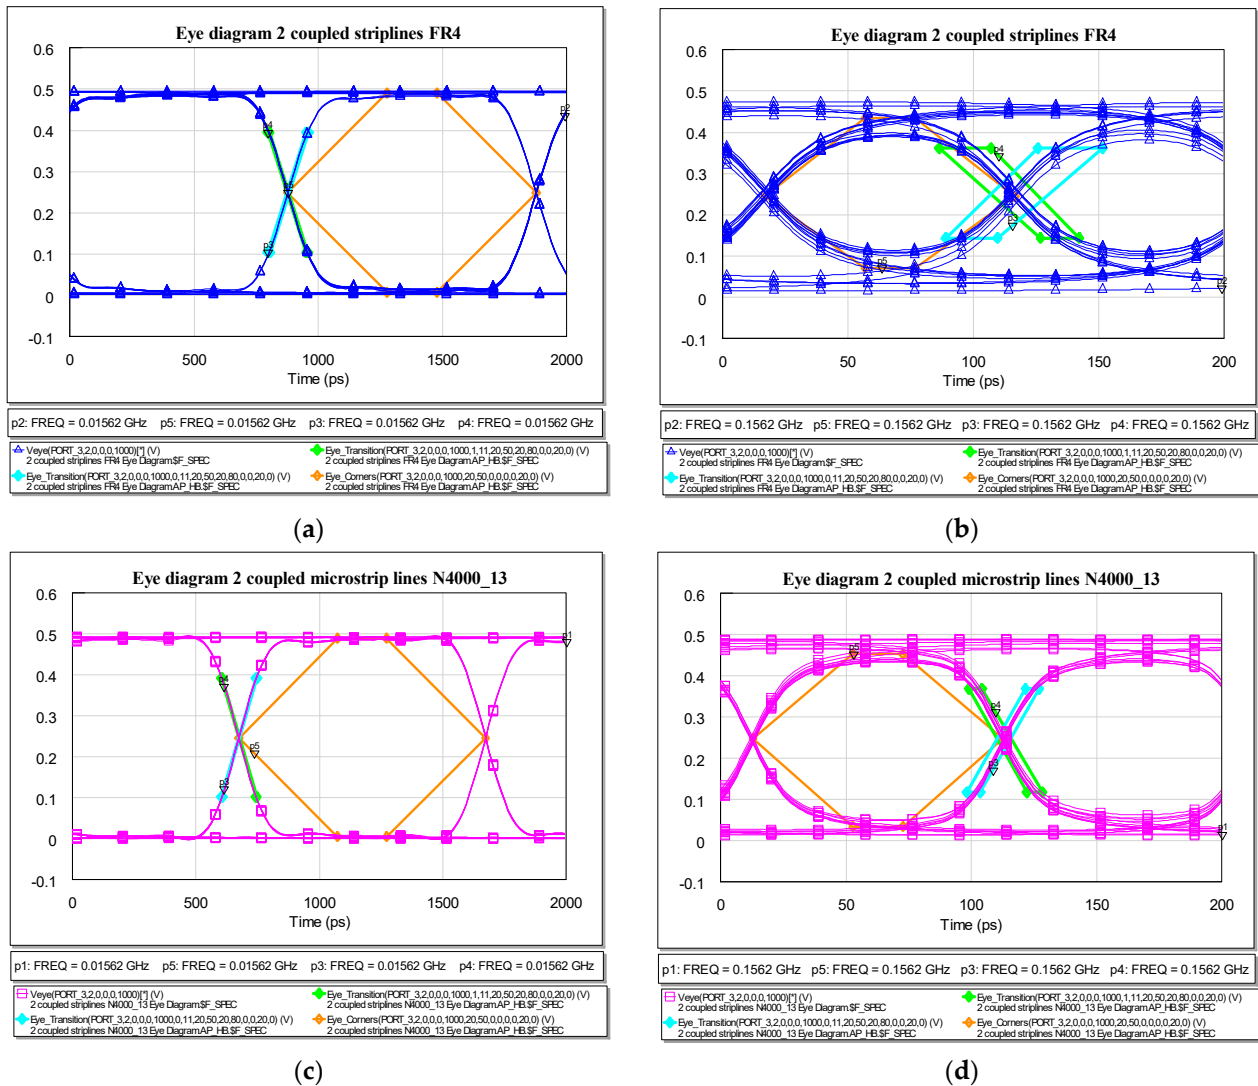 Eye diagram 2 coupled striplines FR4
0.6
0.5
0.4
0.3
0.2
0.1
0
-0.1
p4
p5
p3
p2
0
500
1000
1500
2000
Time (ps)
p2: FREQ = 0.01562 GHz p5: FREQ = 0.01562 GHz p3: FREQ = 0.01562 GHz p4: FREQ = 0.01562 GHz
Veye(PORT_3,2,0,0,0,1000)[*] (V)
2 coupled striplines FR4 Eye Diagram.$F_SPEC
Eye_Transition(PORT_3,2,0,0,0,1000,1,11,20,50,20,80,0,0,20,0) (V)
2 coupled striplines FR4 Eye Diagram.AP_HB.$F_SPEC
Eye_Transition(PORT_3,2,0,0,0,1000,0,11,20,50,20,80,0,0,20,0) (V)
2 coupled striplines FR4 Eye Diagram.AP_HB.$F_SPEC
Eye_Corners(PORT_3,2,0,0,0,1000,20,50,0,0,0,0,20,0) (V)
2 coupled striplines FR4 Eye Diagram.AP_HB.$F_SPEC
(a)
Eye diagram 2 coupled striplines FR4
0.6
0.5
0.4
0.3
0.2
0.1
0
-0.1
p4
p3
p5
p2
0
50
100
150
200
Time (ps)
p2: FREQ = 0.1562 GHz p5: FREQ = 0.1562 GHz p3: FREQ = 0.1562 GHz p4: FREQ = 0.1562 GHz
Veye(PORT_3,2,0,0,0,1000)[*] (V)
2 coupled striplines FR4 Eye Diagram.$F_SPEC
Eye_Transition(PORT_3,2,0,0,0,1000,1,11,20,50,20,80,0,0,20,0) (V)
2 coupled striplines FR4 Eye Diagram.AP_HB.$F_SPEC
Eye_Transition(PORT_3,2,0,0,0,1000,0,11,20,50,20,80,0,0,20,0) (V)
2 coupled striplines FR4 Eye Diagram.AP_HB.$F_SPEC
Eye_Corners(PORT_3,2,0,0,0,1000,20,50,0,0,0,0,20,0) (V)
2 coupled striplines FR4 Eye Diagram.AP_HB.$F_SPEC
(b)
Eye diagram 2 coupled microstrip lines N4000_13
0.6
0.5
0.4
0.3
0.2
0.1
0
-0.1
p1
p4
p5
p3
0
500
1000
1500
2000
Time (ps)
p1: FREQ = 0.01562 GHz p5: FREQ = 0.01562 GHz p3: FREQ = 0.01562 GHz p4: FREQ = 0.01562 GHz
Veye(PORT_3,2,0,0,0,1000)[*] (V)
2 coupled striplines N4000_13 Eye Diagram.$F_SPEC
Eye_Transition(PORT_3,2,0,0,0,1000,1,11,20,50,20,80,0,0,20,0) (V)
2 coupled striplines N4000_13 Eye Diagram.AP_HB.$F_SPEC
Eye_Transition(PORT_3,2,0,0,0,1000,0,11,20,50,20,80,0,0,20,0) (V)
2 coupled striplines N4000_13 Eye Diagram.AP_HB.$F_SPEC
Eye_Corners(PORT_3,2,0,0,0,1000,20,50,0,0,0,0,20,0) (V)
2 coupled striplines N4000_13 Eye Diagram.AP_HB.$F_SPEC
(c)
Eye diagram 2 coupled microstrip lines N4000_13
0.6
0.5
0.4
0.3
0.2
0.1
0
-0.1
p5
p4
p3
p1
0
50
100
150
200
Time (ps)
p1: FREQ = 0.1562 GHz p5: FREQ = 0.1562 GHz p3: FREQ = 0.1562 GHz p4: FREQ = 0.1562 GHz
Veye(PORT_3,2,0,0,0,1000)[*] (V)
2 coupled striplines N4000_13 Eye Diagram.$F_SPEC
Eye_Transition(PORT_3,2,0,0,0,1000,1,11,20,50,20,80,0,0,20,0) (V)
2 coupled striplines N4000_13 Eye Diagram.AP_HB.$F_SPEC
Eye_Transition(PORT_3,2,0,0,0,1000,0,11,20,50,20,80,0,0,20,0) (V)
2 coupled striplines N4000_13 Eye Diagram.AP_HB.$F_SPEC
Eye_Corners(PORT_3,2,0,0,0,1000,20,50,0,0,0,0,20,0) (V)
2 coupled striplines N4000_13 Eye Diagram.AP_HB.$F_SPEC
(d)